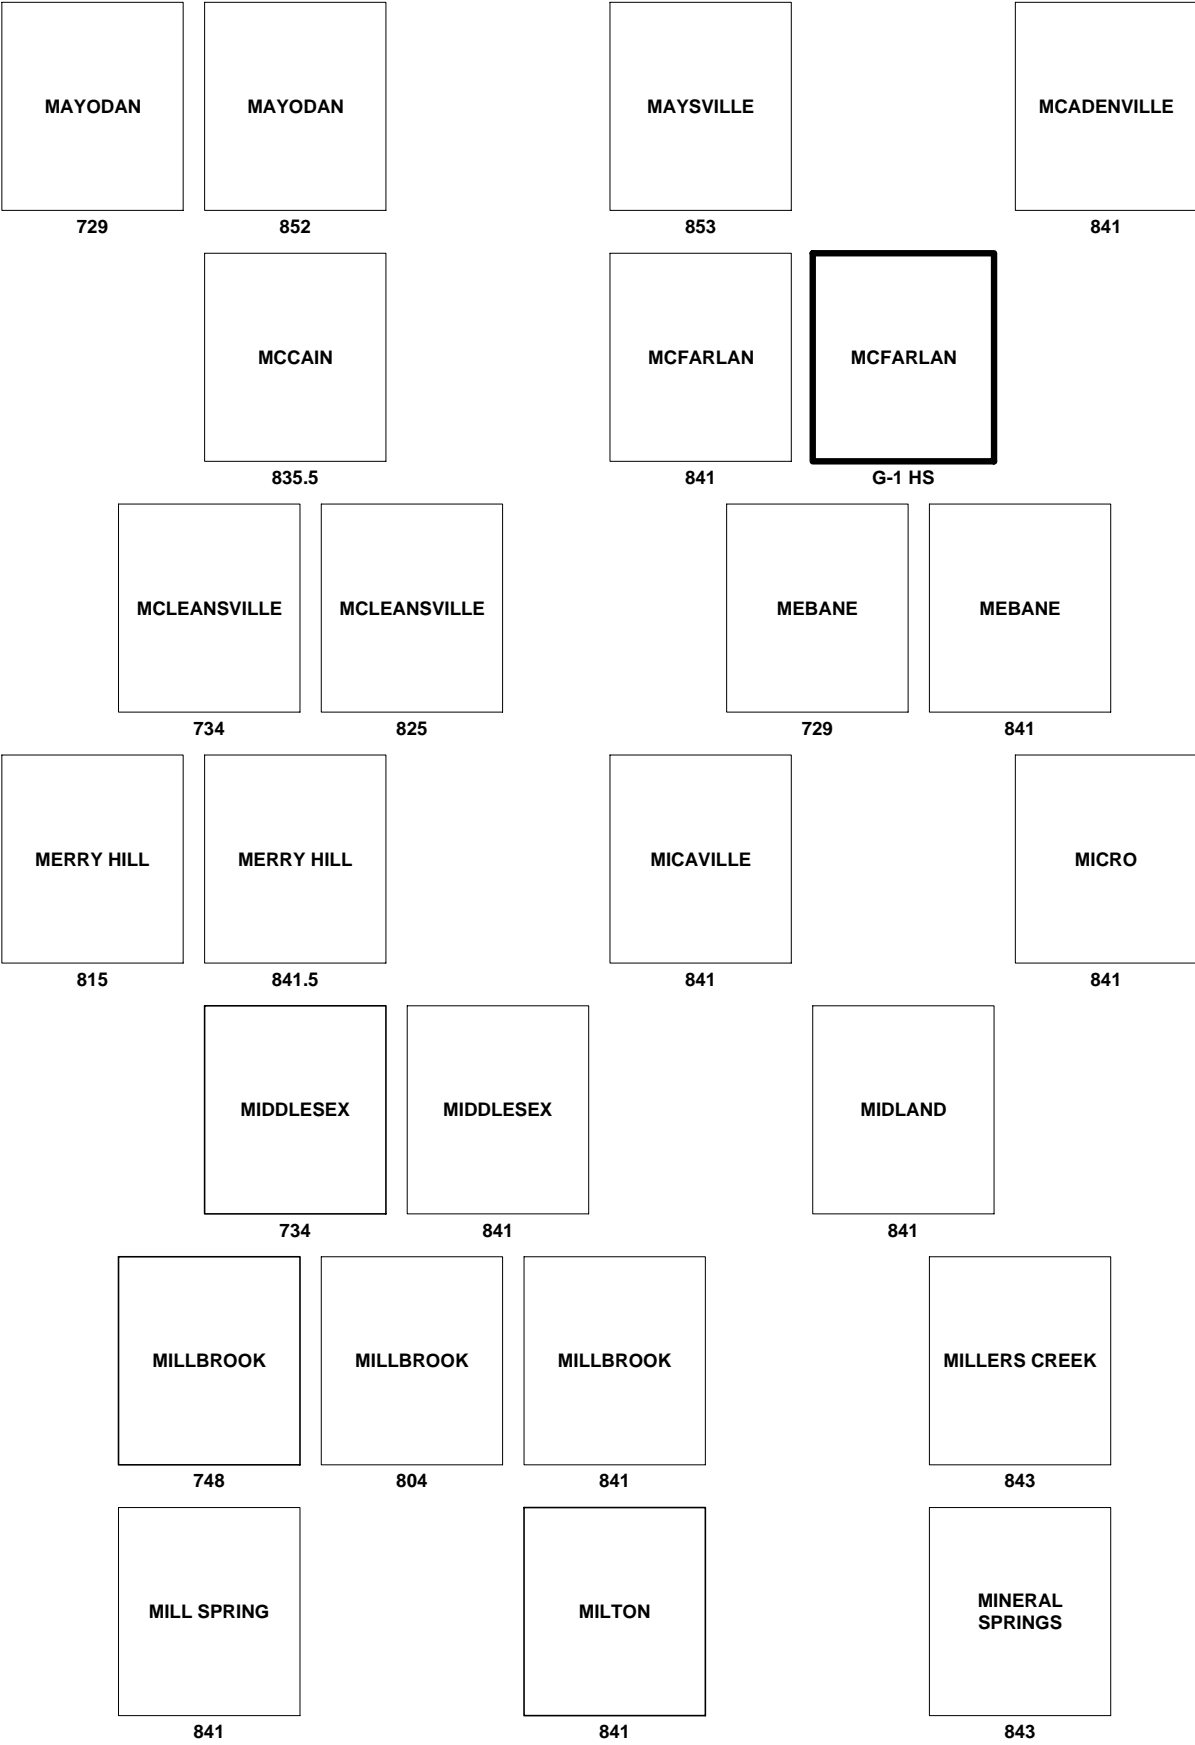 MAYODAN MAYODAN MAYSVILLE MCADENVILLE
729 852 853 841
MCCAIN MCFARLAN MCFARLAN
835.5 841 G-1 HS
MCLEANSVILLE MCLEANSVILLE MEBANE MEBANE
734 825 729 841
MERRY HILL MERRY HILL MICAVILLE MICRO
815 841.5 841 841
MIDDLESEX MIDDLESEX MIDLAND
734 841 841
MILLBROOK MILLBROOK MILLBROOK MILLERS CREEK
748 804 841 843
MILL SPRING MILTON MINERAL
SPRINGS
841 841 843